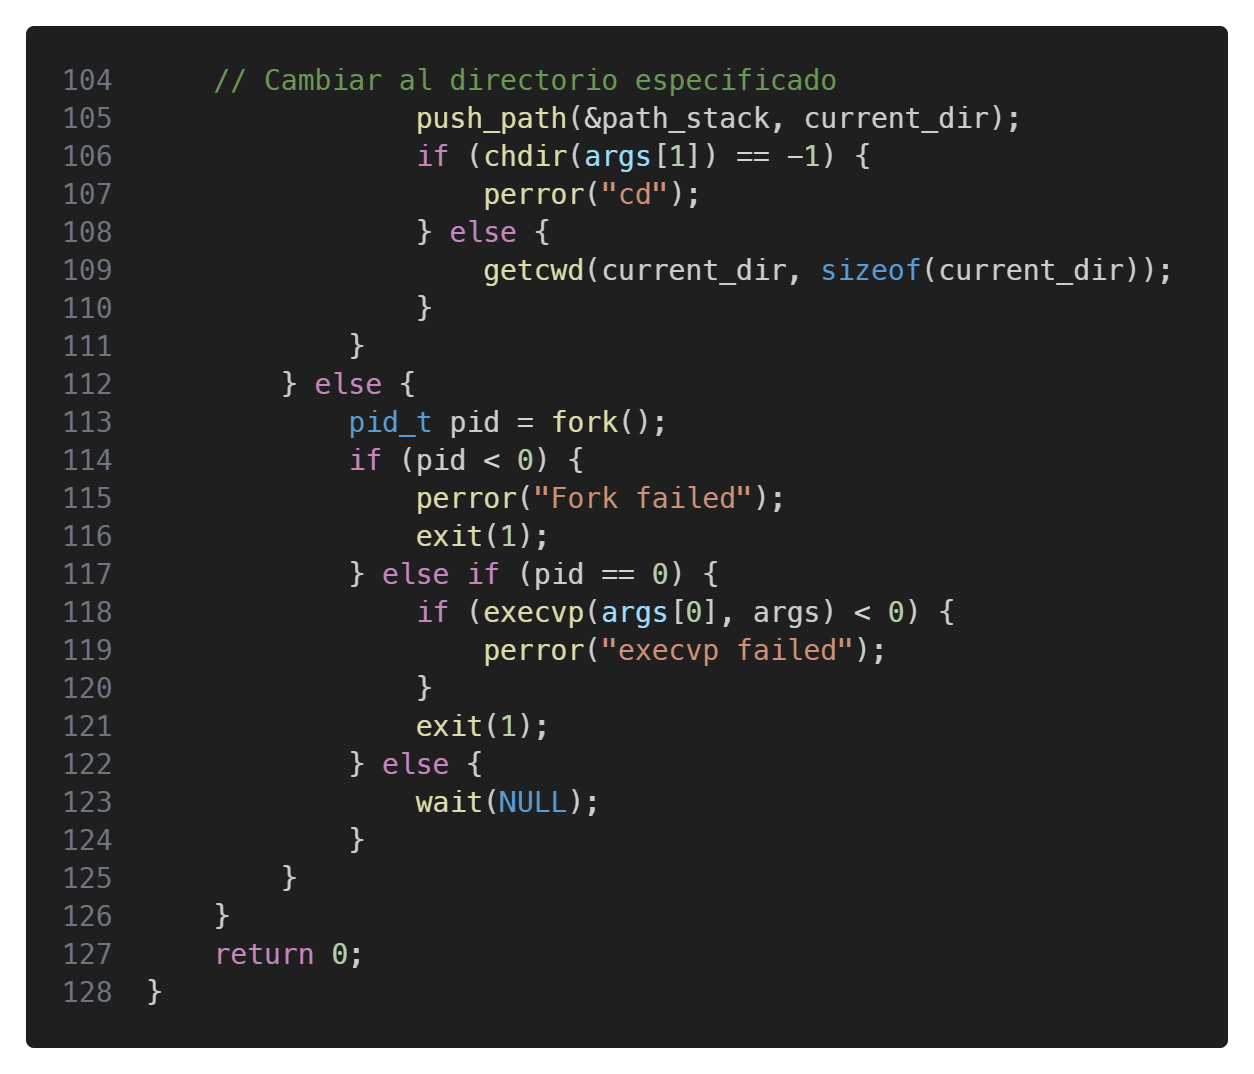 104      // Cambiar al directorio especificado
105                  push_path(&path_stack, current_dir);
106                  if (chdir(args[1]) == −1) {
107                      perror("cd");
108                  } else {
109                      getcwd(current_dir, sizeof(current_dir));
110                  }
111              }
112          } else {
113              pid_t pid = fork();
114              if (pid < 0) {
115                  perror("Fork failed");
116                  exit(1);
117              } else if (pid == 0) {
118                  if (execvp(args[0], args) < 0) {
119                      perror("execvp failed");
120                  }
121                  exit(1);
122              } else {
123                  wait(NULL);
124              }
125          }
126      }
127      return 0;
128  }